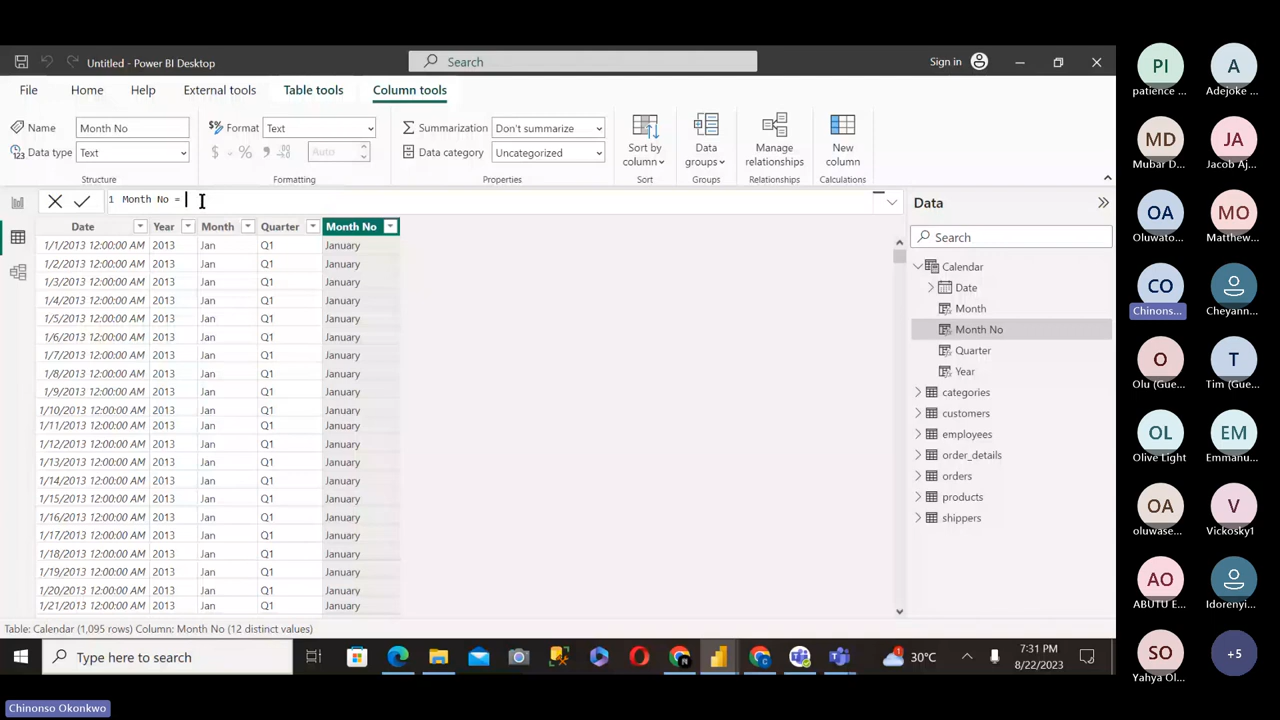 Untitled - Power BI Desktop
Search
Sign in
File
Home
Help
External tools
Table tools
Column tools
Name
Month No
Format
Text
Summarization
Don't summarize
Data type
Text
$
%
Auto
Data category
Uncategorized
Sort by
column
Data
groups
Manage
relationships
New
column
Structure
Formatting
Properties
Sort
Groups
Relationships
Calculations
1 Month No =
Date Year Month Quarter Month No
1/1/2013 12:00:00 AM 2013 Jan Q1 January
1/2/2013 12:00:00 AM 2013 Jan Q1 January
1/3/2013 12:00:00 AM 2013 Jan Q1 January
1/4/2013 12:00:00 AM 2013 Jan Q1 January
1/5/2013 12:00:00 AM 2013 Jan Q1 January
1/6/2013 12:00:00 AM 2013 Jan Q1 January
1/7/2013 12:00:00 AM 2013 Jan Q1 January
1/8/2013 12:00:00 AM 2013 Jan Q1 January
1/9/2013 12:00:00 AM 2013 Jan Q1 January
1/10/2013 12:00:00 AM 2013 Jan Q1 January
1/11/2013 12:00:00 AM 2013 Jan Q1 January
1/12/2013 12:00:00 AM 2013 Jan Q1 January
1/13/2013 12:00:00 AM 2013 Jan Q1 January
1/14/2013 12:00:00 AM 2013 Jan Q1 January
1/15/2013 12:00:00 AM 2013 Jan Q1 January
1/16/2013 12:00:00 AM 2013 Jan Q1 January
1/17/2013 12:00:00 AM 2013 Jan Q1 January
1/18/2013 12:00:00 AM 2013 Jan Q1 January
1/19/2013 12:00:00 AM 2013 Jan Q1 January
1/20/2013 12:00:00 AM 2013 Jan Q1 January
1/21/2013 12:00:00 AM 2013 Jan Q1 January
Table: Calendar (1,095 rows) Column: Month No (12 distinct values)
Data
Search
Calendar
Date
Month
Month No
Quarter
Year
categories
customers
employees
order_details
orders
products
shippers
Type here to search
30°C
7:31 PM
8/22/2023
Chinonso Okonkwo
PI
patience ...
A
Adejoke ...
MD
Mubar D...
JA
Jacob Aj...
OA
Oluwato...
MO
Matthew...
CO
Chinons...
Cheyann...
O
Olu (Gue...
T
Tim (Gue...
OL
Olive Light
EM
Emmanu...
OA
oluwase...
V
Vickosky1
AO
ABUTU E...
Idorenyi...
SO
Yahya Ol...
+5